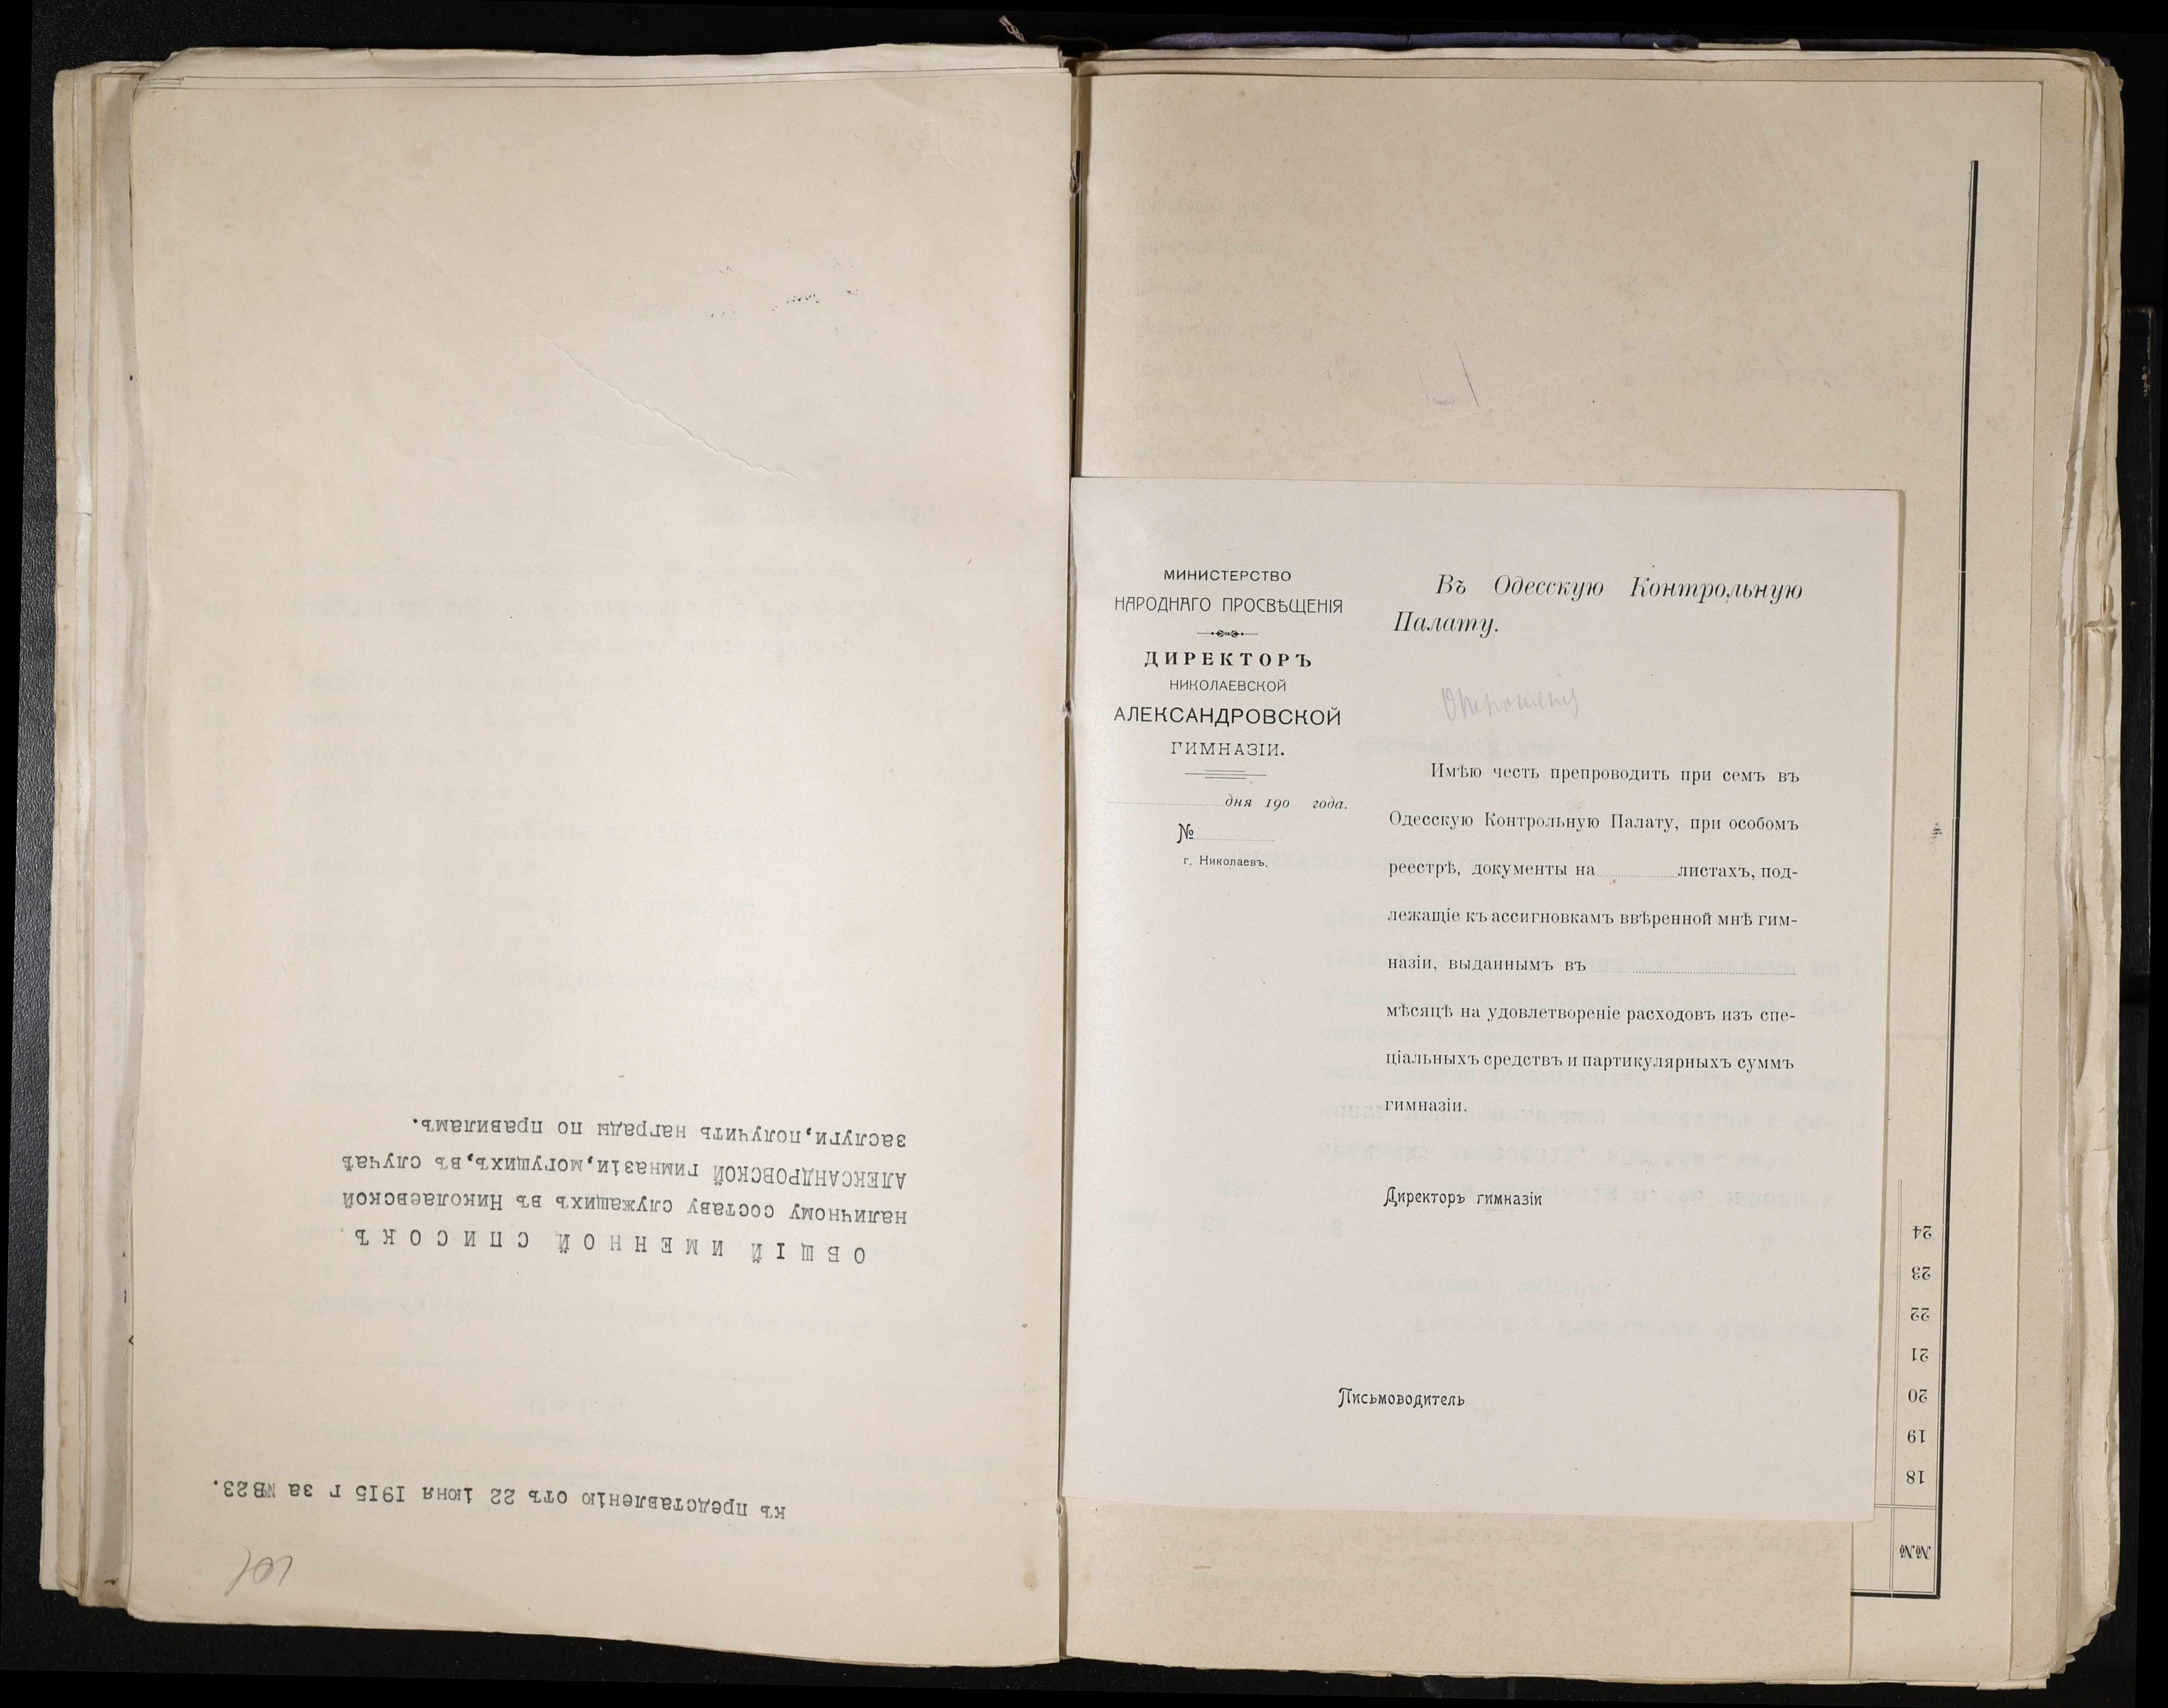 къ представленію отъ 22 іюня 1915 г за №823.
ОБЩІЙ ИМЕННОЙ СПИСОКЪ
наличному составу служащихъ въ Николаевской
АЛЕКСАНДРОВСКОЙ гимназіи,могущихъ,въ случаѣ
заслуги,получить награды по правиламъ.
МИНИСТЕРСТВО
НАРОДНАГО ПРОСВѢЩЕНІЯ
ДИРЕКТОРЪ
НИКОЛАЕВСКОЙ
АЛЕКСАНДРОВСКОЙ
ГИМНАЗІИ.
дня 190 года.
№
г. Николаевъ.
Въ Одесскую Контрольную
Палату.
Имѣю честь препроводить при семъ въ
Одесскую Контрольную Палату, при особомъ
реестрѣ, документы на листахъ, под-
лежащіе къ ассигновкамъ ввѣренной мнѣ гим-
назіи, выданнымъ въ
мѣсяцѣ на удовлетвореніе расходовъ изъ спе-
ціальныхъ средствъ и партикулярныхъ суммъ
гимназіи.
Директоръ гимназіи
Письмоводитель
№№
18
19
20
21
22
23
24